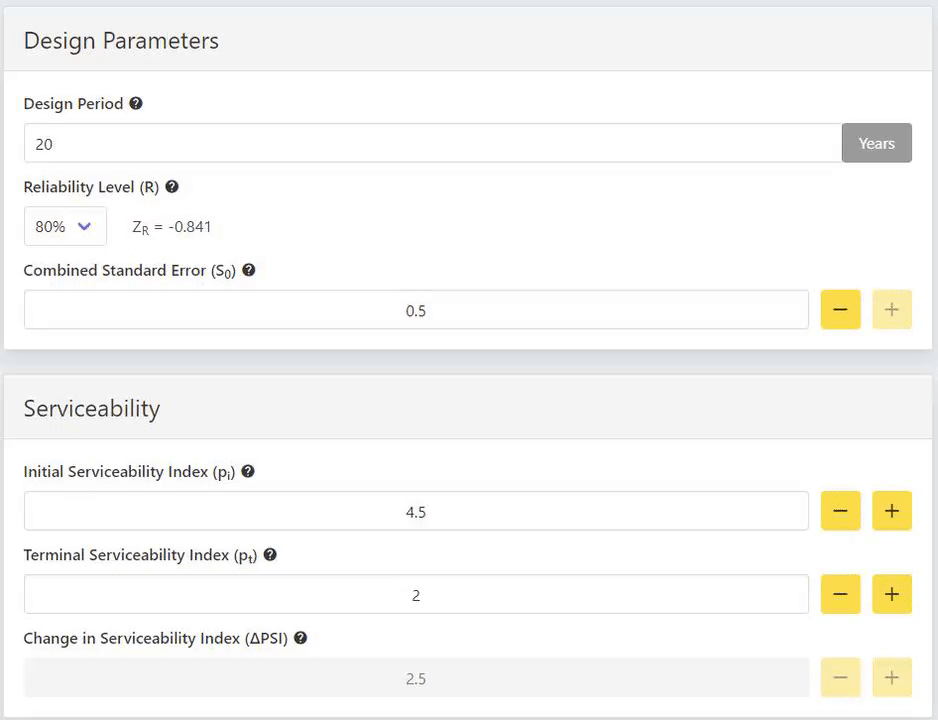 Design Parameters
Design Period ?
20 Years
Reliability Level (R) ?
80% Z_R = -0.841
Combined Standard Error (S₀) ?
0.5 − +
Serviceability
Initial Serviceability Index (pᵢ) ?
4.5 − +
Terminal Serviceability Index (pₜ) ?
2 − +
Change in Serviceability Index (ΔPSI) ?
2.5 − +